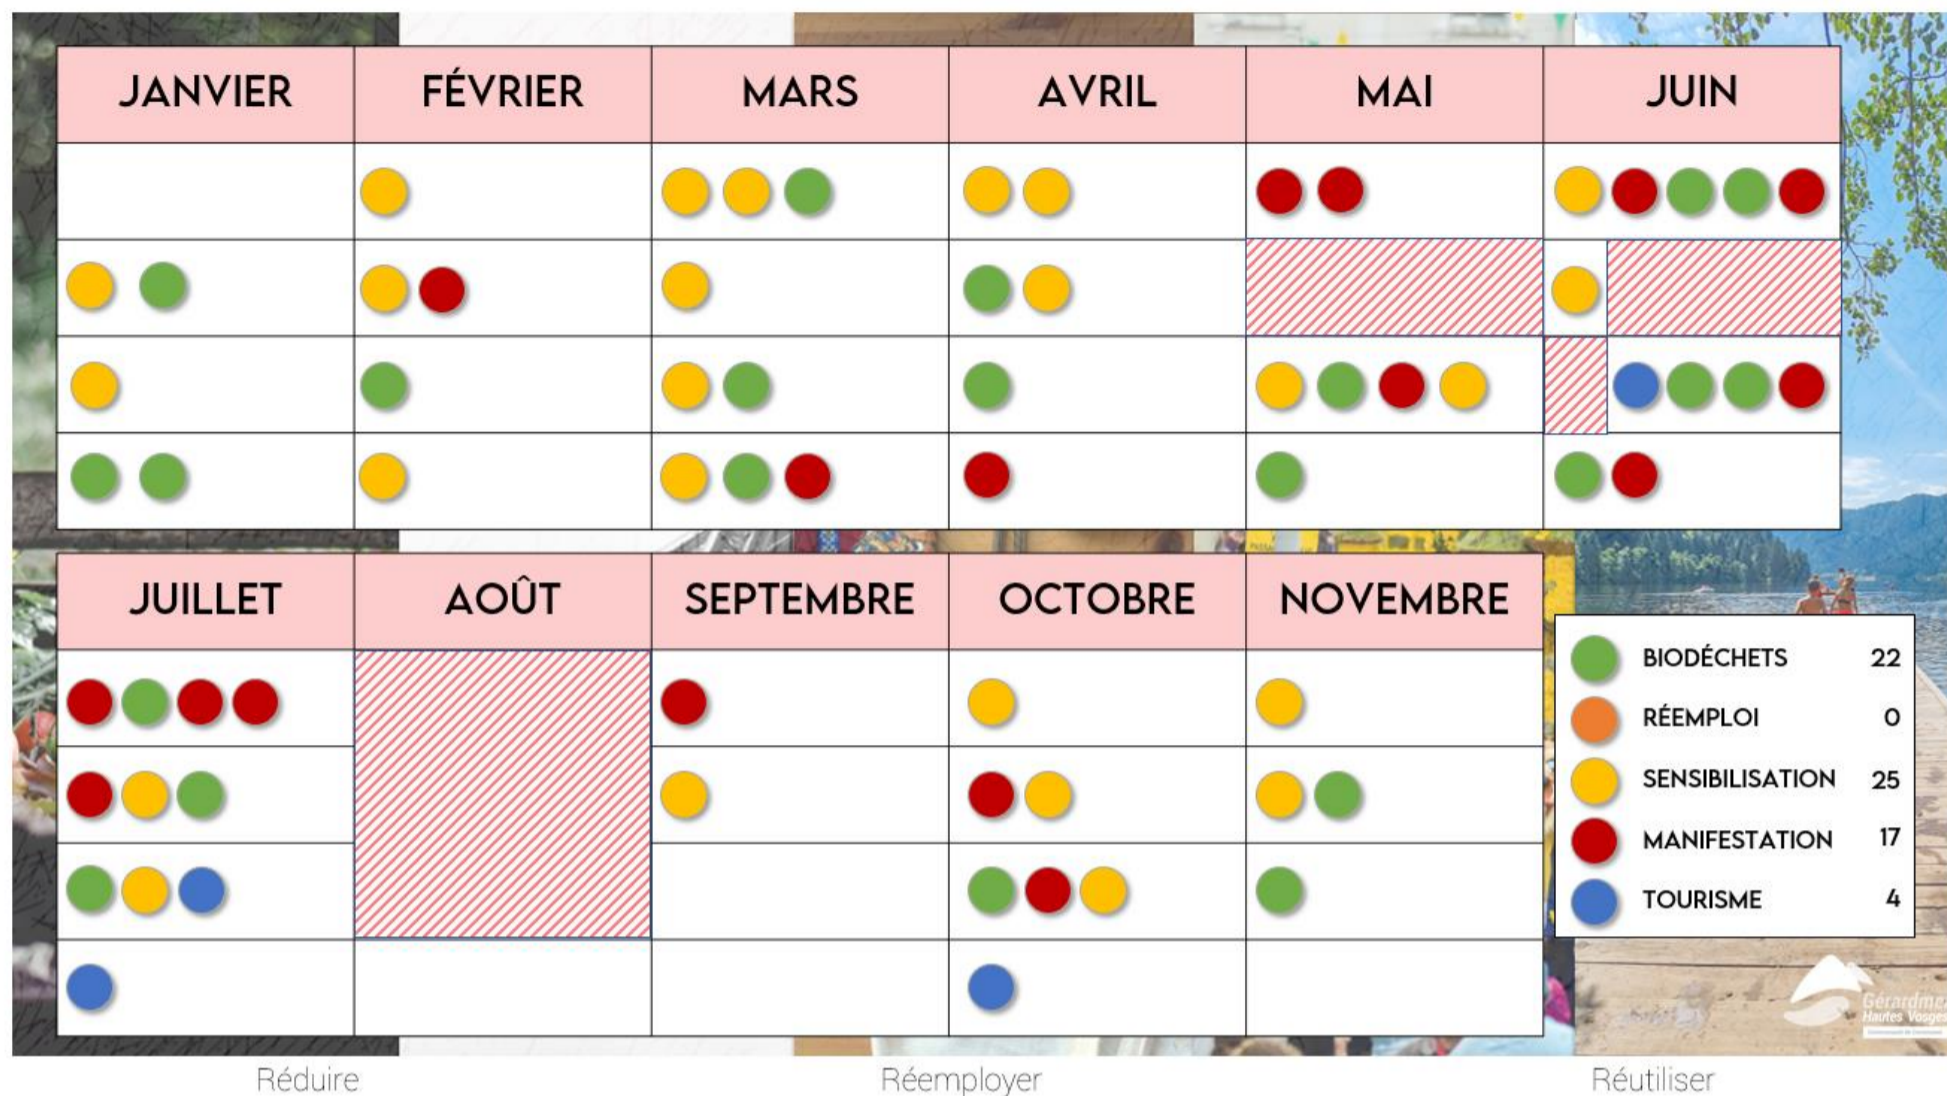 JANVIER FÉVRIER MARS AVRIL MAI JUIN
JUILLET AOÛT SEPTEMBRE OCTOBRE NOVEMBRE
BIODÉCHETS 22
RÉEMPLOI 0
SENSIBILISATION 25
MANIFESTATION 17
TOURISME 4
Gérardmer
Hautes Vosges
Réduire Réemployer Réutiliser